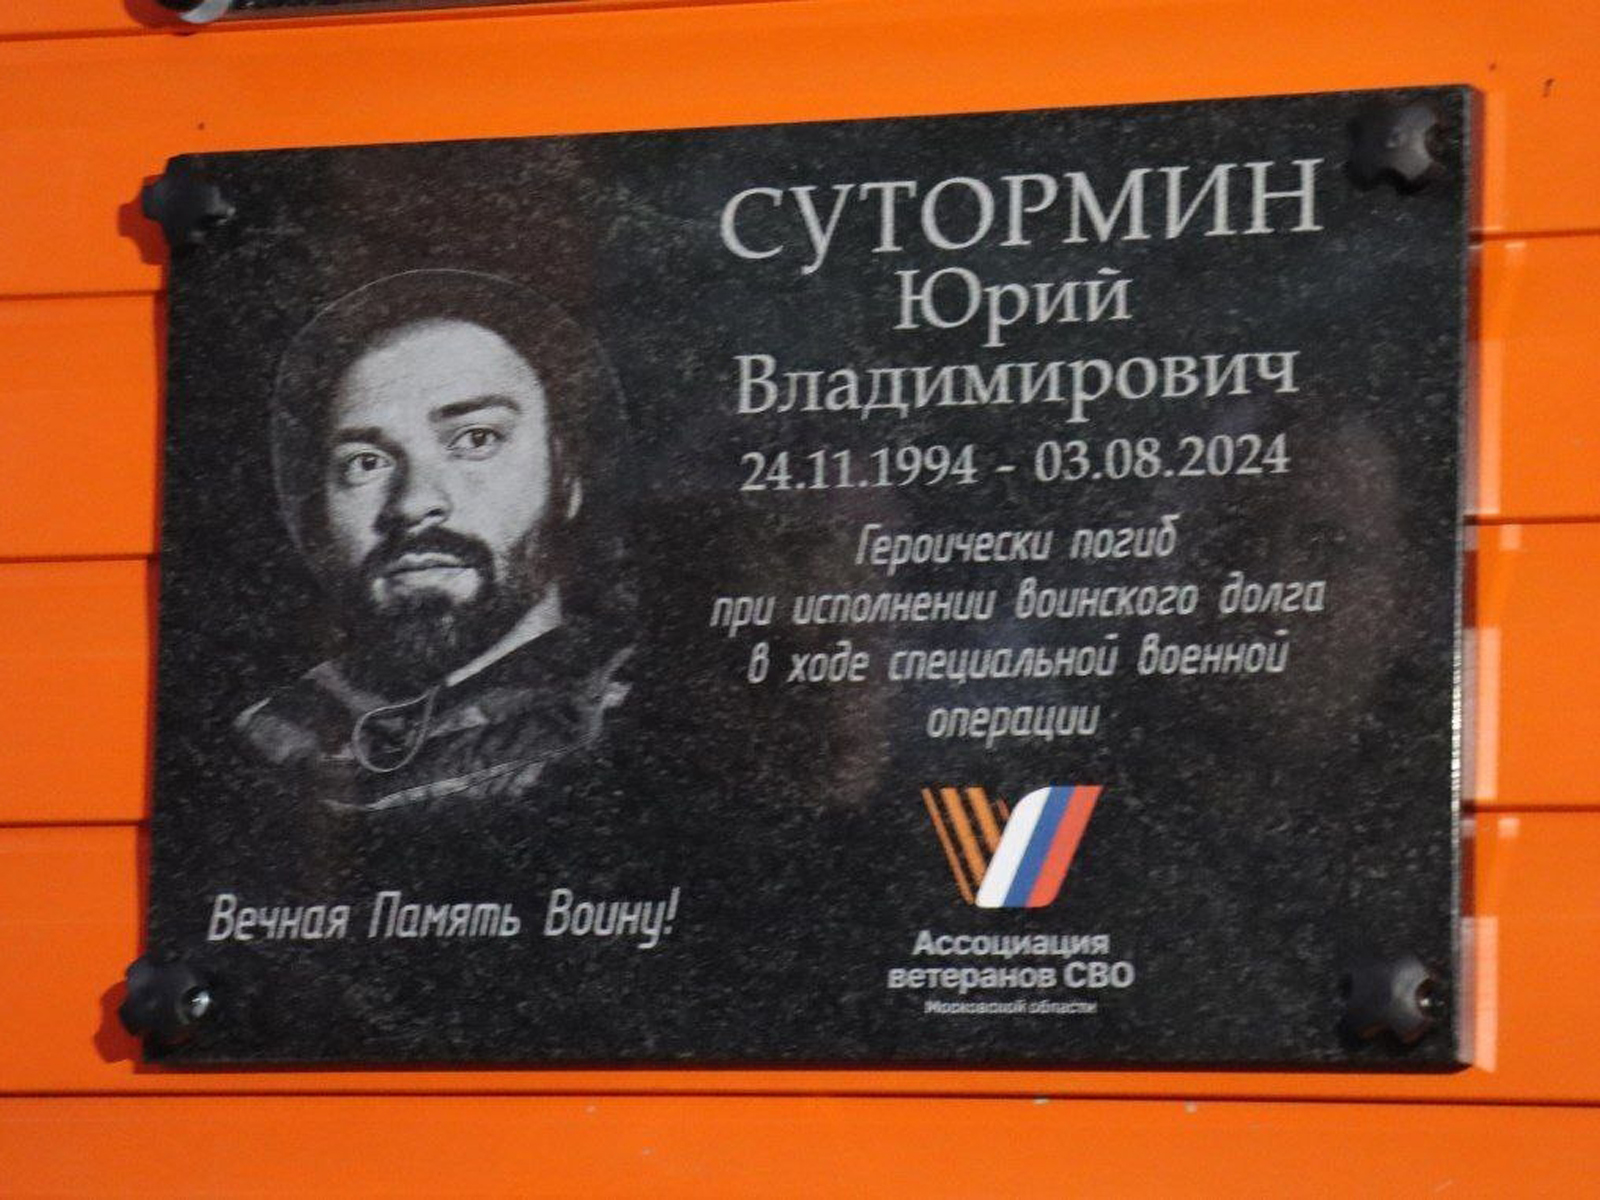 СУТОРМИН
Юрий
Владимирович
24.11.1994 - 03.08.2024
Героически погиб
при исполнении воинского долга
в ходе специальной военной
операции
Вечная Память Воину!
Ассоциация
ветеранов СВО
Московской области